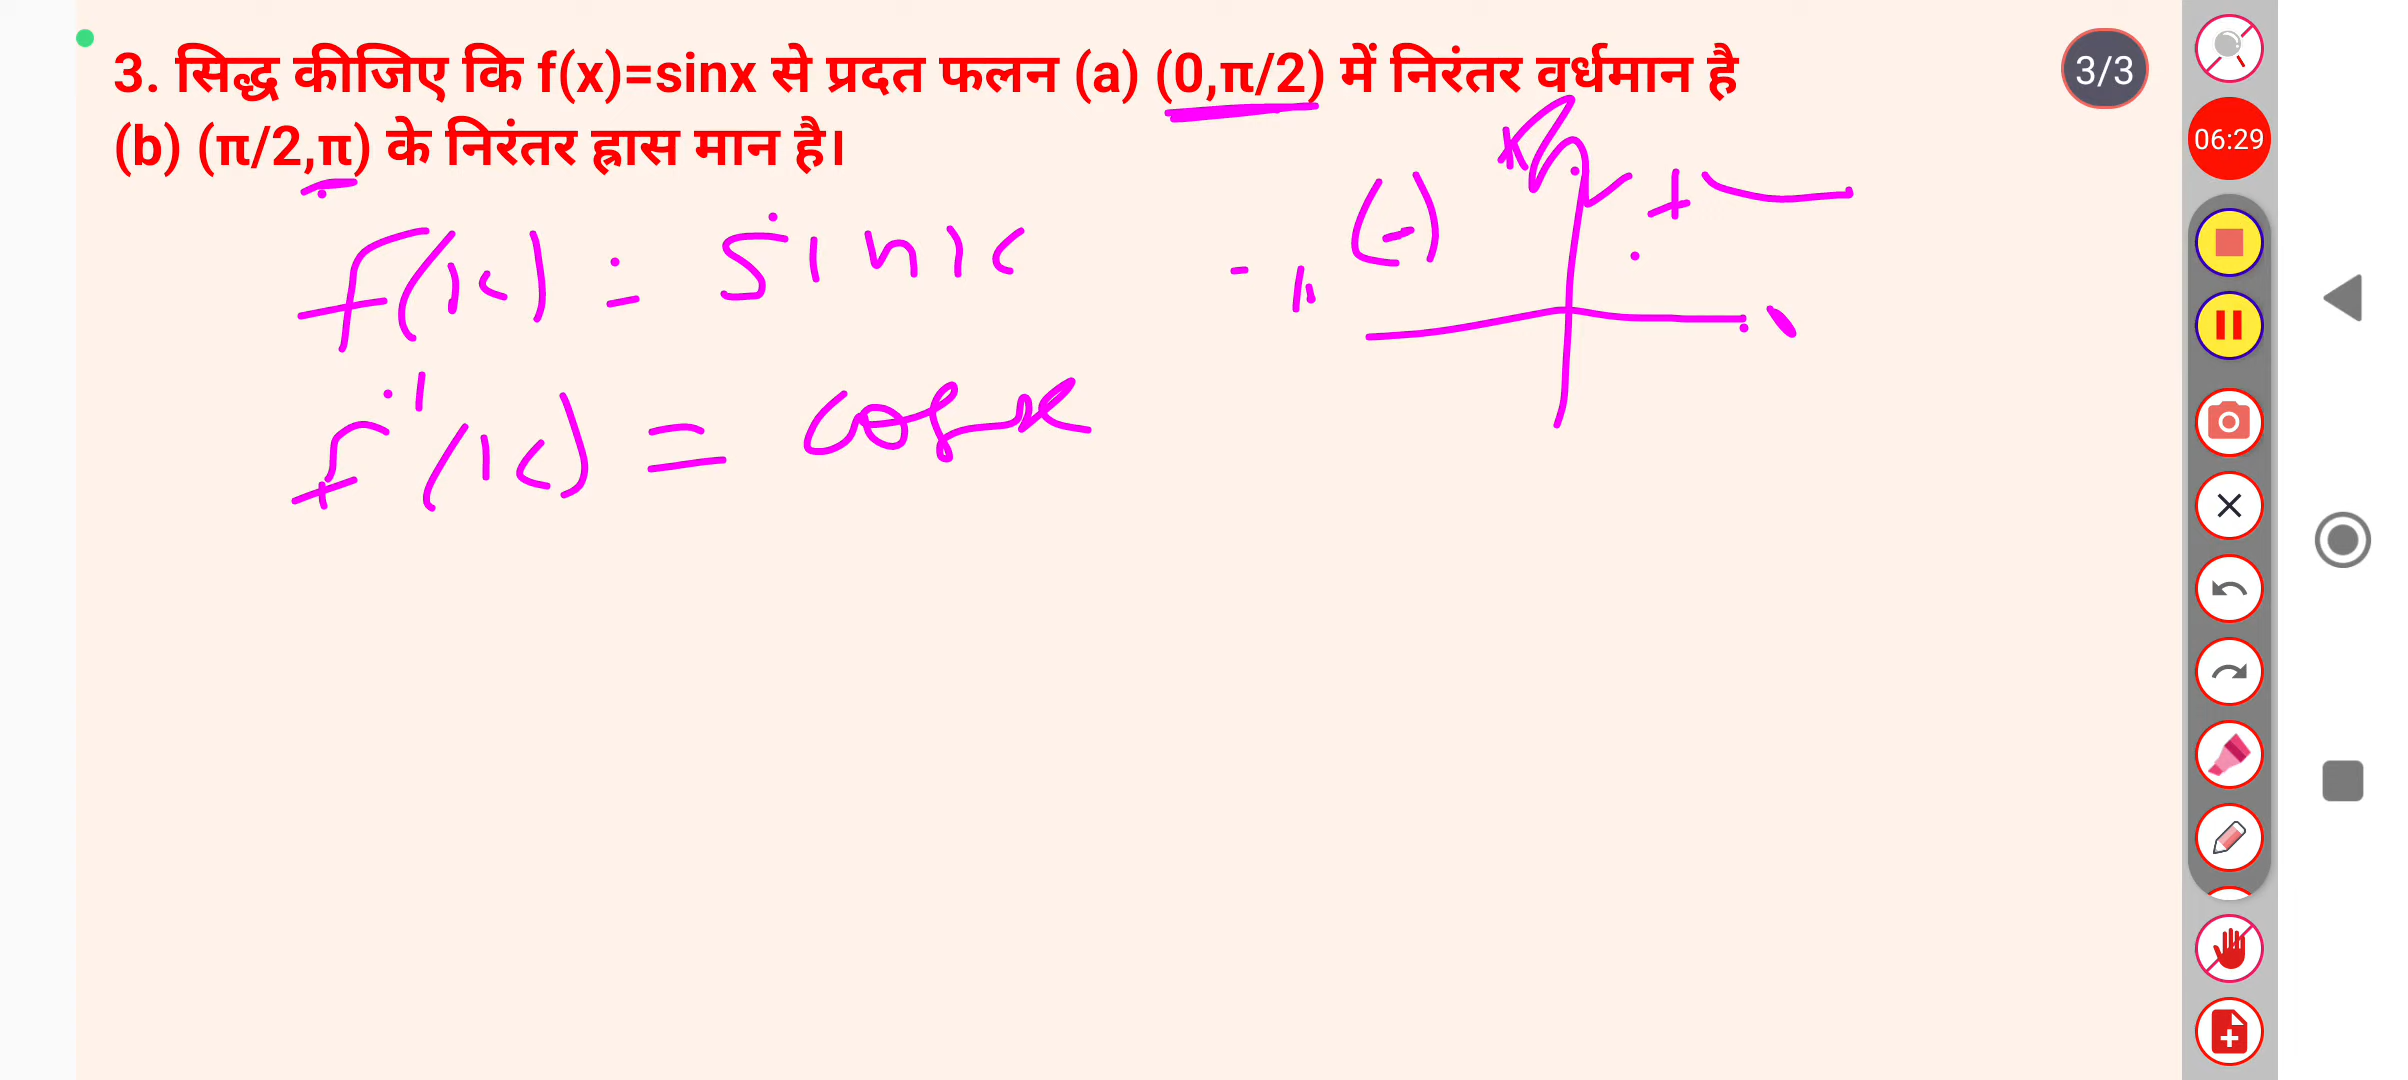 3. सिद्ध कीजिए कि f(x)=sinx से प्रदत फलन (a) (0,π/2) में निरंतर वर्धमान है
(b) (π/2,π) के निरंतर ह्रास मान है।
3/3
06:29
f(x) = sinx
(-) +
f'(x) = cosx